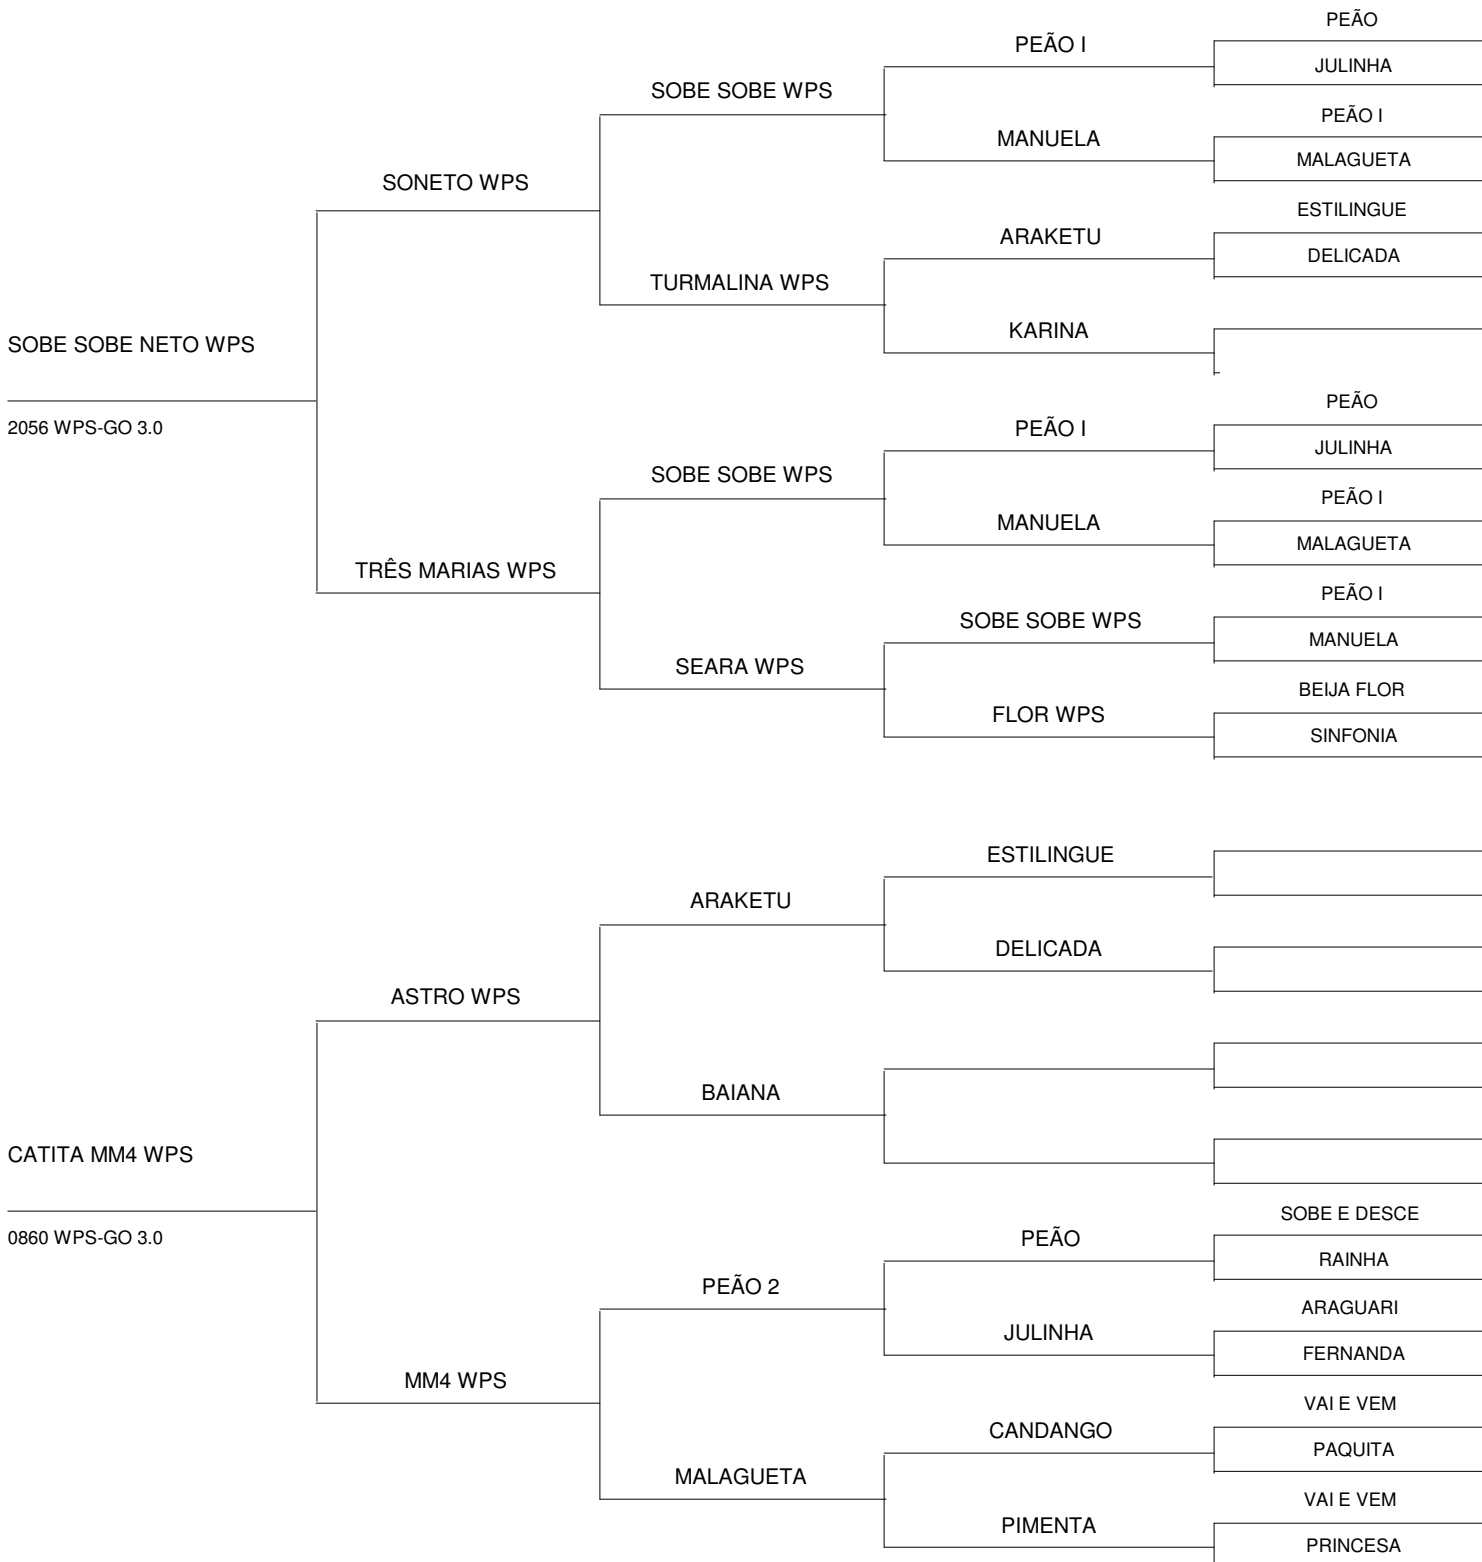 PEÃO
PEÃO I
JULINHA
SOBE SOBE WPS
PEÃO I
MANUELA
MALAGUETA
SONETO WPS
ESTILINGUE
ARAKETU
DELICADA
TURMALINA WPS
KARINA
SOBE SOBE NETO WPS
PEÃO
2056 WPS-GO 3.0
PEÃO I
JULINHA
SOBE SOBE WPS
PEÃO I
MANUELA
MALAGUETA
TRÊS MARIAS WPS
PEÃO I
SOBE SOBE WPS
MANUELA
SEARA WPS
BEIJA FLOR
FLOR WPS
SINFONIA
ESTILINGUE
ARAKETU
DELICADA
ASTRO WPS
BAIANA
CATITA MM4 WPS
SOBE E DESCE
0860 WPS-GO 3.0
PEÃO
RAINHA
PEÃO 2
ARAGUARI
JULINHA
FERNANDA
MM4 WPS
VAI E VEM
CANDANGO
PAQUITA
MALAGUETA
VAI E VEM
PIMENTA
PRINCESA